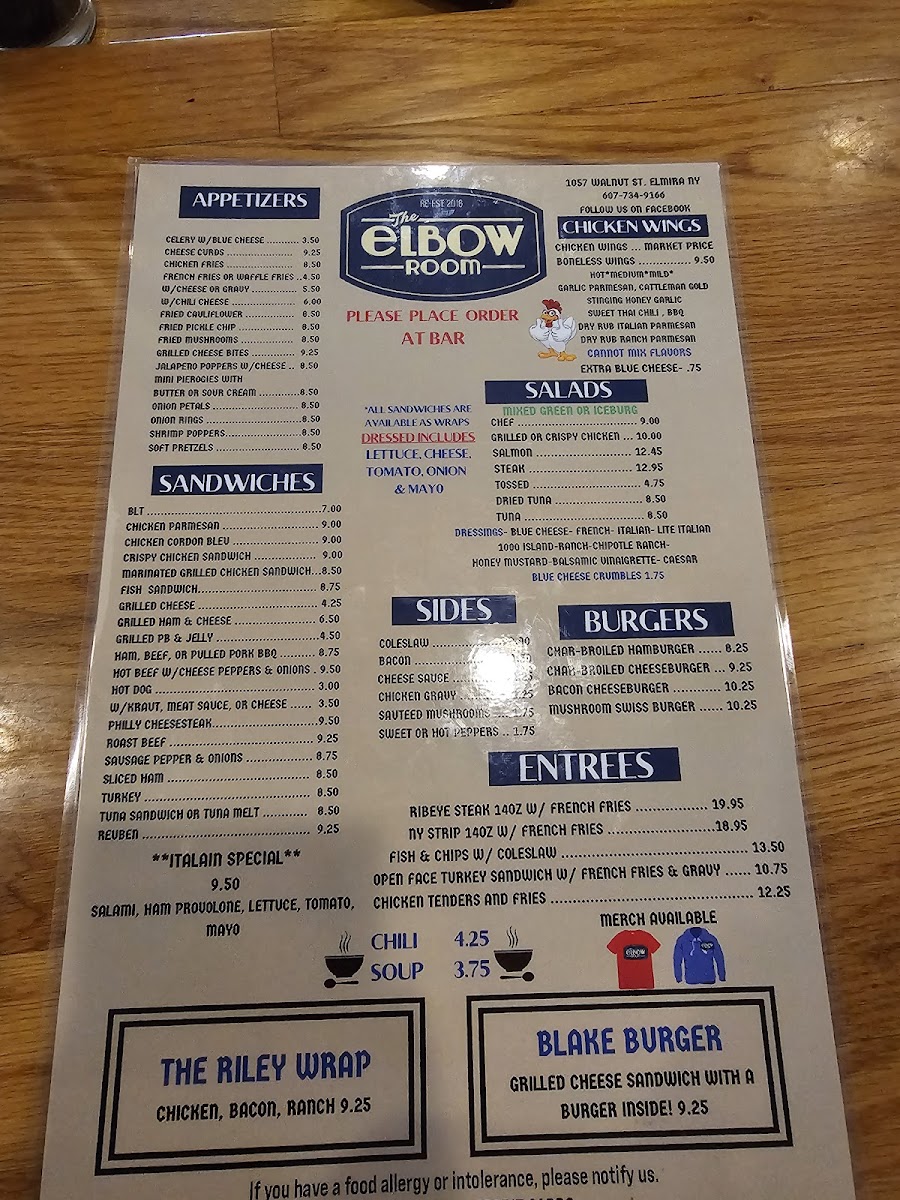 APPETIZERS
CELERY W/BLUE CHEESE ........... 3.50
CHEESE CURDS ........................ 9.25
CHICKEN FRIES ....................... 8.50
FRENCH FRIES OR WAFFLE FRIES ..4.50
W/CHEESE OR GRAVY ................ 5.50
W/CHILI CHEESE ...................... 6.00
FRIED CAULIFLOWER ................. 8.50
FRIED PICKLE CHIP ................... 8.50
FRIED MUSHROOMS .................. 8.50
GRILLED CHEESE BITES .............. 9.25
JALAPENO POPPERS W/CHEESE .. 8.50
MINI PIEROGIES WITH
BUTTER OR SOUR CREAM .............8.50
ONION PETALS ........................ 8.50
ONION RINGS ......................... 8.50
SHRIMP POPPERS...................... 8.50
SOFT PRETZELS ....................... 8.50
SANDWICHES
BLT ..............................................7.00
CHICKEN PARMESAN ........................ 9.00
CHICKEN CORDON BLEU .................... 9.00
CRISPY CHICKEN SANDWICH ................ 9.00
MARINATED GRILLED CHICKEN SANDWICH...8.50
FISH SANDWICH.............................. 8.75
GRILLED CHEESE ............................. 4.25
GRILLED HAM & CHEESE .................... 6.50
GRILLED PB & JELLY ........................4.50
HAM, BEEF, OR PULLED PORK BBQ ......... 8.75
HOT BEEF W/CHEESE PEPPERS & ONIONS . 9.50
HOT DOG ..................................... 3.00
W/KRAUT, MEAT SAUCE, OR CHEESE ...... 3.50
PHILLY CHEESESTEAK........................9.50
ROAST BEEF .................................. 9.25
SAUSAGE PEPPER & ONIONS ................ 8.75
SLICED HAM .................................. 8.50
TURKEY ....................................... 8.50
TUNA SANDWICH OR TUNA MELT ........... 8.50
REUBEN ....................................... 9.25
**ITALAIN SPECIAL**
9.50
SALAMI, HAM PROVOLONE, LETTUCE, TOMATO,
MAYO
RE-EST 2018
The
ELBOW
ROOM
PLEASE PLACE ORDER
AT BAR
*ALL SANDWICHES ARE
AVAILABLE AS WRAPS
DRESSED INCLUDES
LETTUCE, CHEESE,
TOMATO, ONION
& MAYO
1057 WALNUT ST, ELMIRA NY
607-734-9166
FOLLOW US ON FACEBOOK
CHICKEN WINGS
CHICKEN WINGS ... MARKET PRICE
BONELESS WINGS ................ 9.50
HOT*MEDIUM*MILD*
GARLIC PARMESAN, CATTLEMAN GOLD
STINGING HONEY GARLIC
SWEET THAI CHILI , BBQ
DRY RUB ITALIAN PARMESAN
DRY RUB RANCH PARMESAN
CANNOT MIX FLAVORS
EXTRA BLUE CHEESE- .75
SALADS
MIXED GREEN OR ICEBURG
CHEF .................................... 9.00
GRILLED OR CRISPY CHICKEN ... 10.00
SALMON ............................... 12.45
STEAK .................................. 12.95
TOSSED ................................. 4.75
DRIED TUNA ........................... 8.50
TUNA .................................... 8.50
DRESSINGS- BLUE CHEESE- FRENCH- ITALIAN- LITE ITALIAN
1000 ISLAND-RANCH-CHIPOTLE RANCH-
HONEY MUSTARD-BALSAMIC VINAIGRETTE- CAESAR
BLUE CHEESE CRUMBLES 1.75
SIDES
COLESLAW
BACON
CHEESE SAUCE
CHICKEN GRAVY
SAUTEED MUSHROOMS ... 1.75
SWEET OR HOT PEPPERS .. 1.75
BURGERS
CHAR-BROILED HAMBURGER ...... 8.25
CHAR-BROILED CHEESEBURGER ... 9.25
BACON CHEESEBURGER ............ 10.25
MUSHROOM SWISS BURGER ...... 10.25
ENTREES
RIBEYE STEAK 14OZ W/ FRENCH FRIES ................ 19.95
NY STRIP 14OZ W/ FRENCH FRIES .......................18.95
FISH & CHIPS W/ COLESLAW ........................................ 13.50
OPEN FACE TURKEY SANDWICH W/ FRENCH FRIES & GRAVY ...... 10.75
CHICKEN TENDERS AND FRIES ........................................ 12.25
MERCH AVAILABLE
CHILI 4.25
SOUP 3.75
THE RILEY WRAP
CHICKEN, BACON, RANCH 9.25
BLAKE BURGER
GRILLED CHEESE SANDWICH WITH A
BURGER INSIDE! 9.25
If you have a food allergy or intolerance, please notify us.